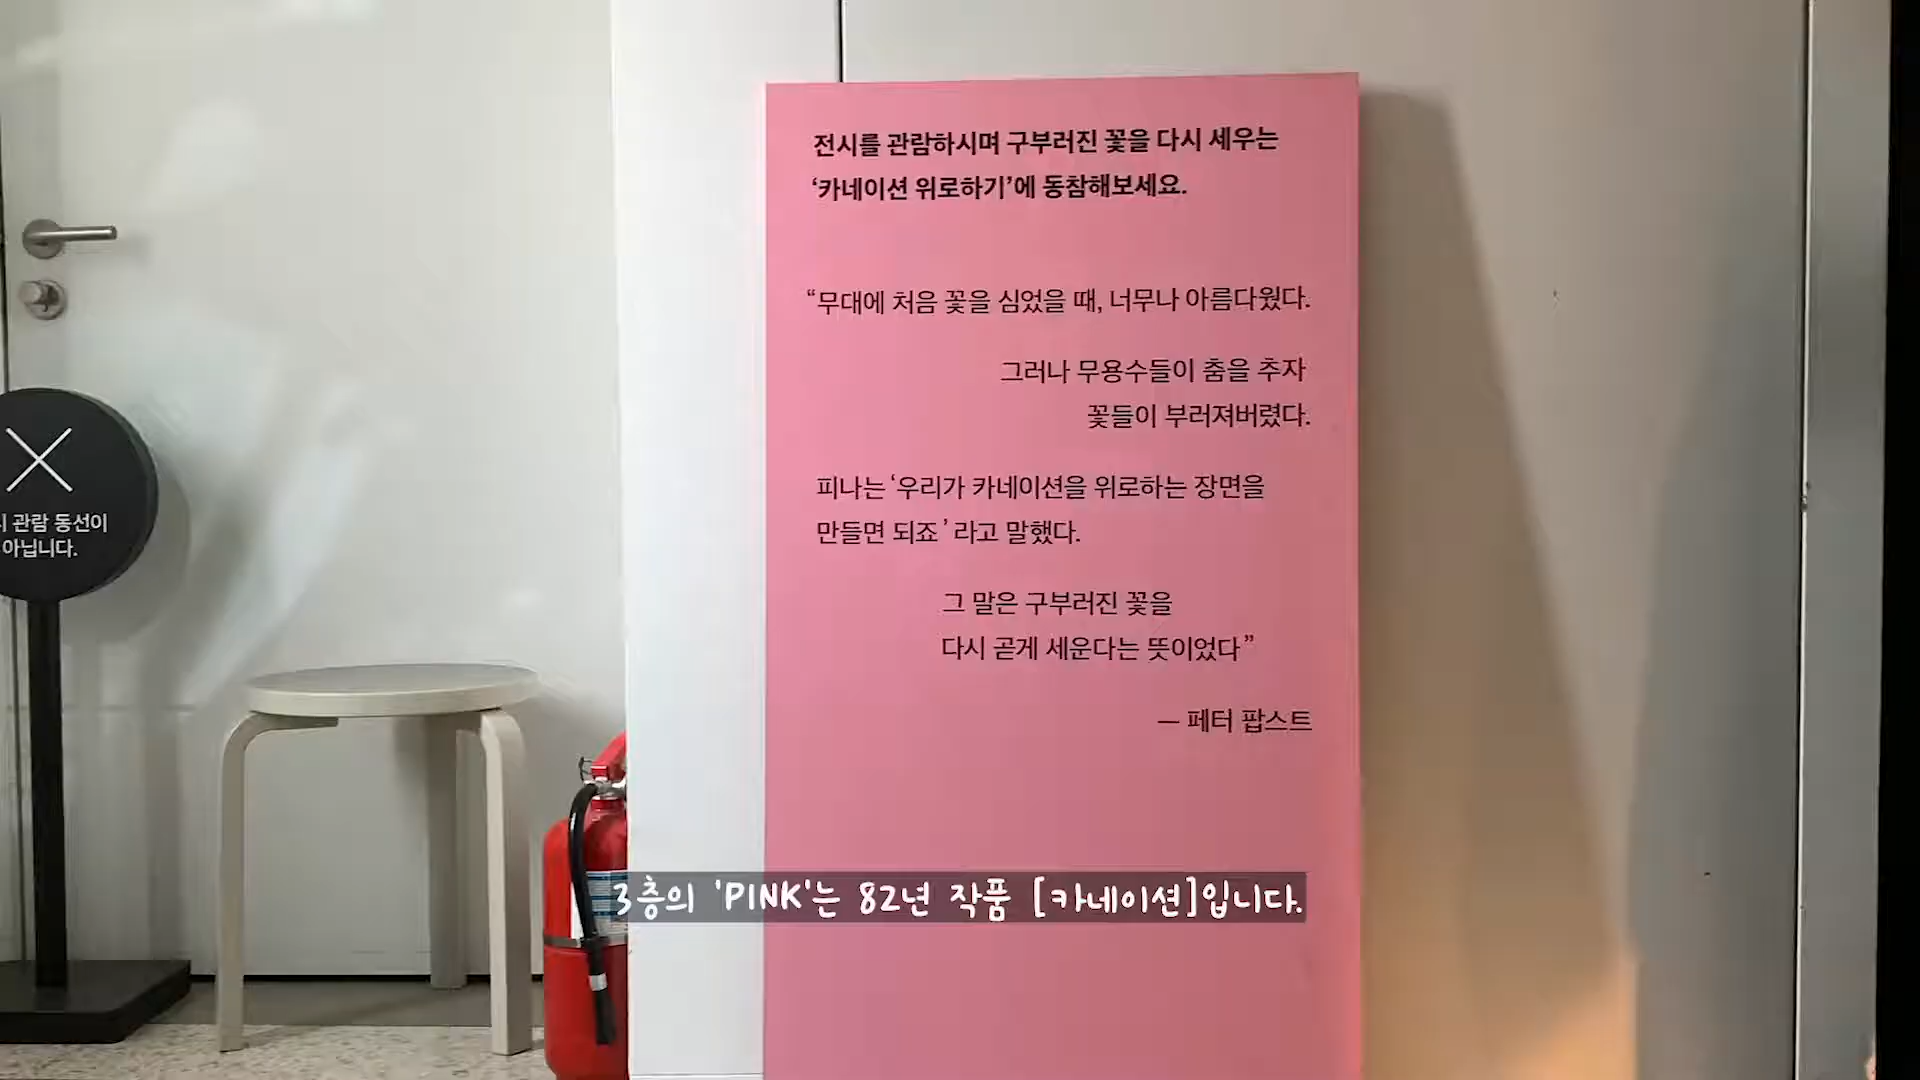 전시를 관람하시며 구부러진 꽃을 다시 세우는
‘카네이션 위로하기’에 동참해보세요.
“무대에 처음 꽃을 심었을 때, 너무나 아름다웠다.
그러나 무용수들이 춤을 추자
꽃들이 부러져버렸다.
피나는 ‘우리가 카네이션을 위로하는 장면을
만들면 되죠’ 라고 말했다.
그 말은 구부러진 꽃을
다시 곧게 세운다는 뜻이었다”
— 페터 팝스트
관람 동선이
아닙니다.
3층의 'PINK'는 82년 작품 [카네이션]입니다.